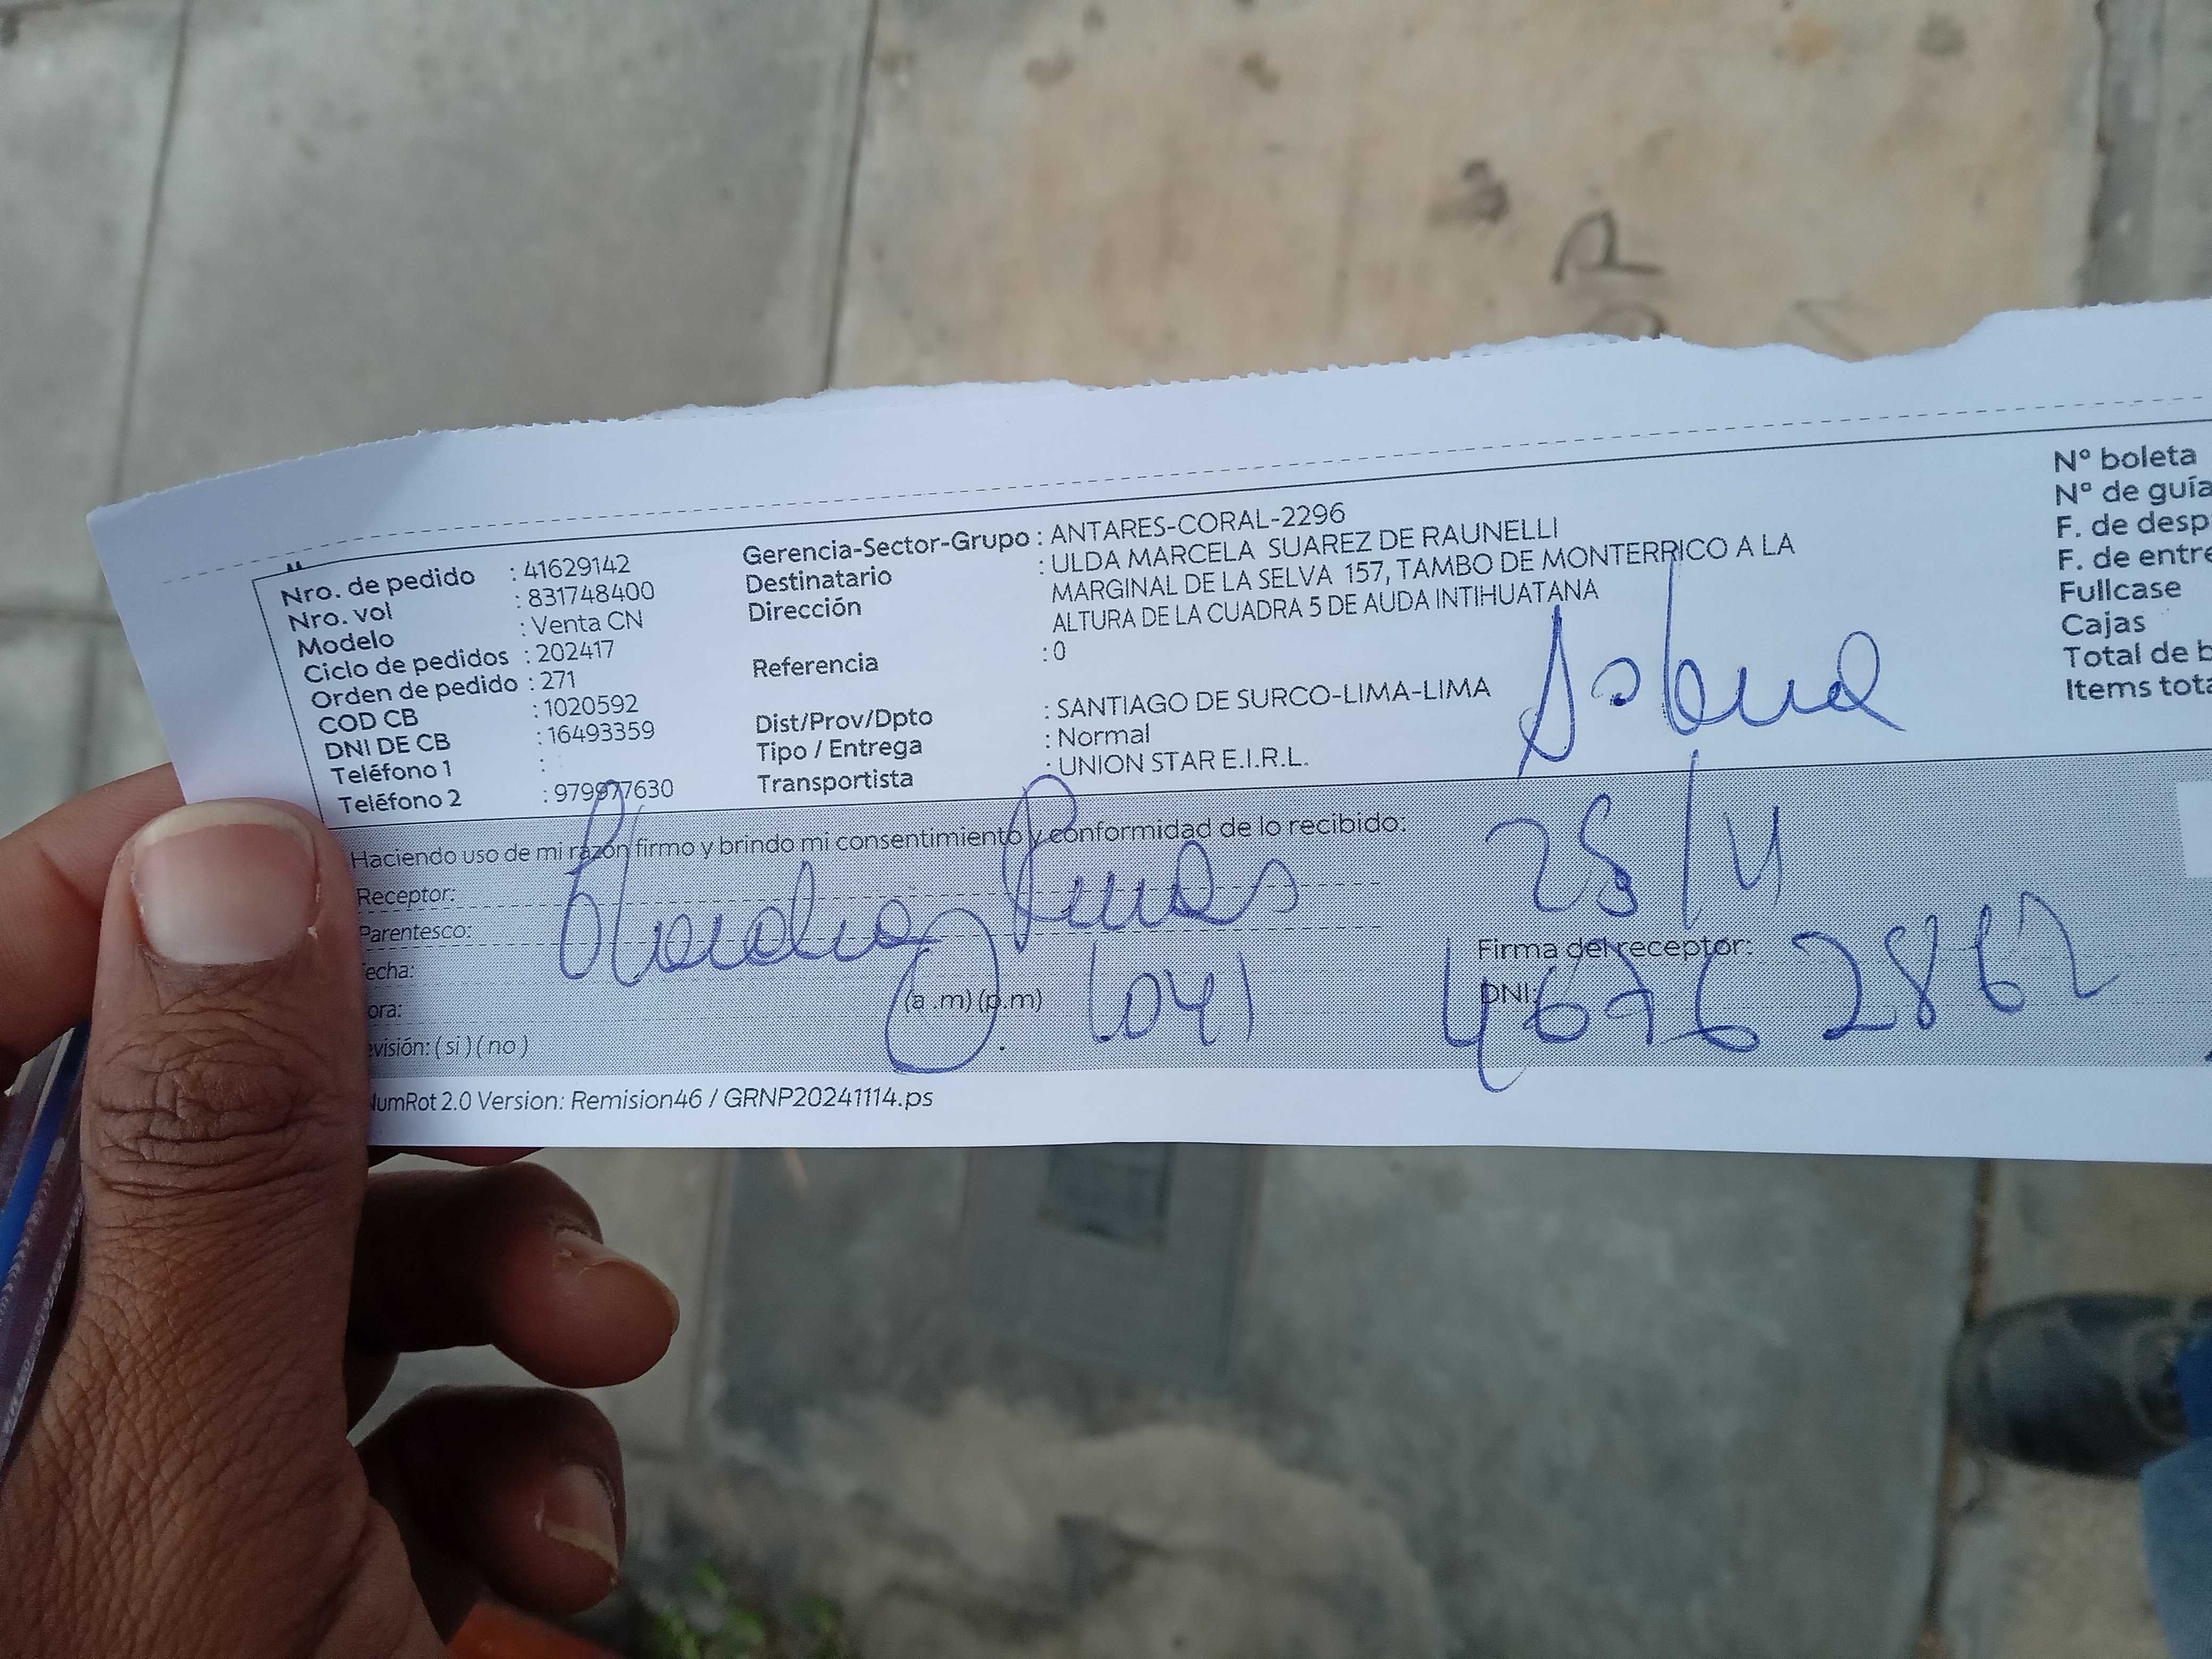 Nro. de pedido : 41629142
Nro. vol : 831748400
Modelo : Venta CN
Ciclo de pedidos : 202417
Orden de pedido : 271
COD CB : 1020592
DNI DE CB : 16493359
Teléfono 1 :
Teléfono 2 : 979977630
Gerencia-Sector-Grupo : ANTARES-CORAL-2296
Destinatario : ULDA MARCELA SUAREZ DE RAUNELLI
Dirección MARGINAL DE LA SELVA 157, TAMBO DE MONTERRICO A LA
ALTURA DE LA CUADRA 5 DE AUDA INTIHUATANA
Referencia : 0
Dist/Prov/Dpto : SANTIAGO DE SURCO-LIMA-LIMA
Tipo / Entrega : Normal
Transportista : UNION STAR E.I.R.L.
N° boleta
N° de guía
F. de desp
F. de entre
Fullcase
Cajas
Total de b
Items tota
Haciendo uso de mi razón firmo y brindo mi consentimiento y conformidad de lo recibido:
Receptor:
Parentesco:
echa:
ora: (a .m) (p.m) 1041
evisión: ( si ) ( no )
Firma del receptor:
DNI: 46762862
NumRot 2.0 Version: Remision46 / GRNP20241114.ps